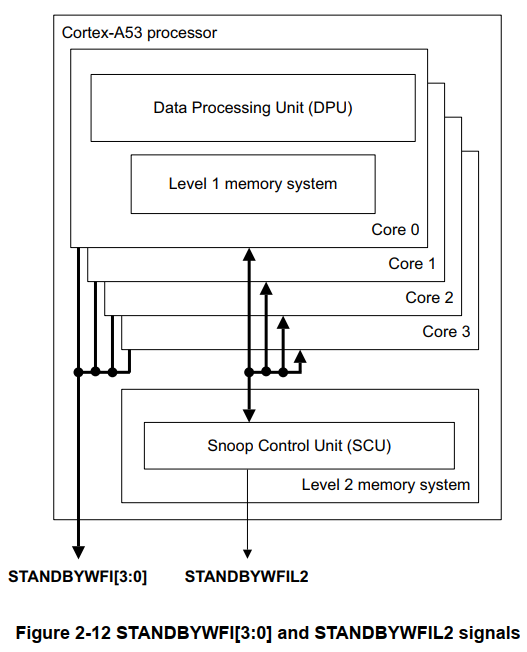 Cortex-A53 processor
Data Processing Unit (DPU)
Level 1 memory system
Core 0
Core 1
Core 2
Core 3
Snoop Control Unit (SCU)
Level 2 memory system
STANDBYWFI[3:0]
STANDBYWFIL2
Figure 2-12 STANDBYWFI[3:0] and STANDBYWFIL2 signals